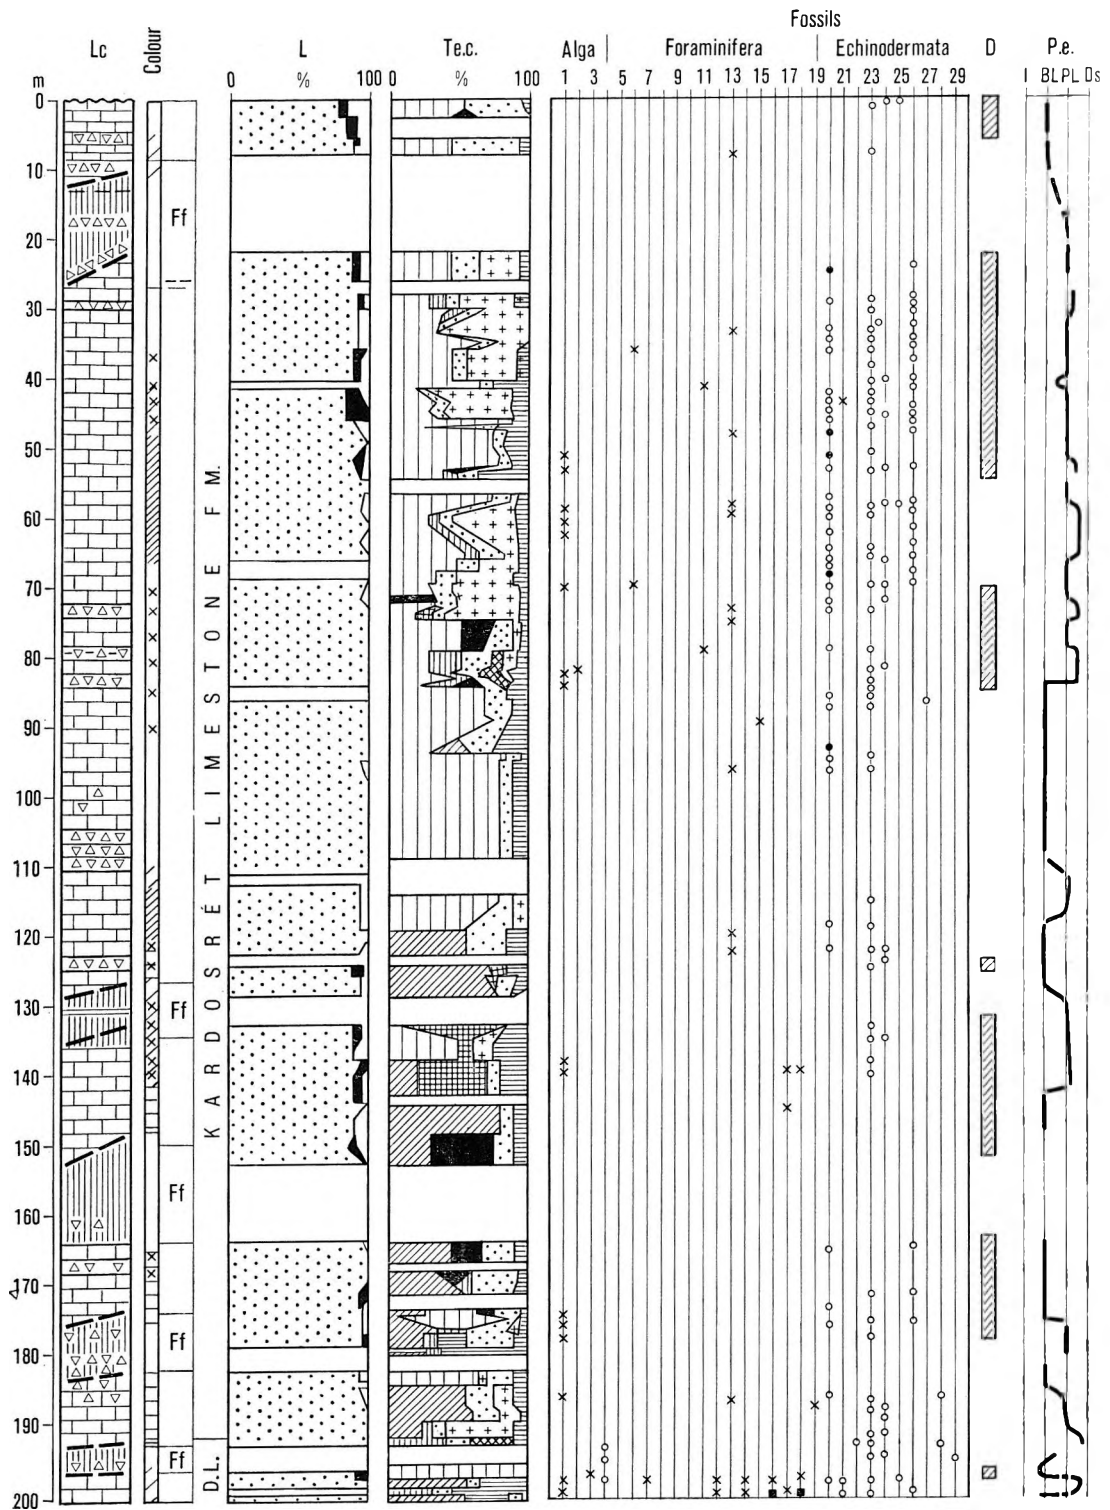 Fossils
Lc Colour L Te.c. Alga Foraminifera Echinodermata D P.e.
m 0 % 100 0 % 100 1 3 5 7 9 11 13 15 17 19 21 23 25 27 29 I BL PL Ds
0
10
Ff
20
30
40
50
60
70
80
90
100
110
120
130
Ff
140
150
Ff
160
170
Ff
180
190
Ff
200
KARDOSRÉT LIMESTONE FM.
D.L.